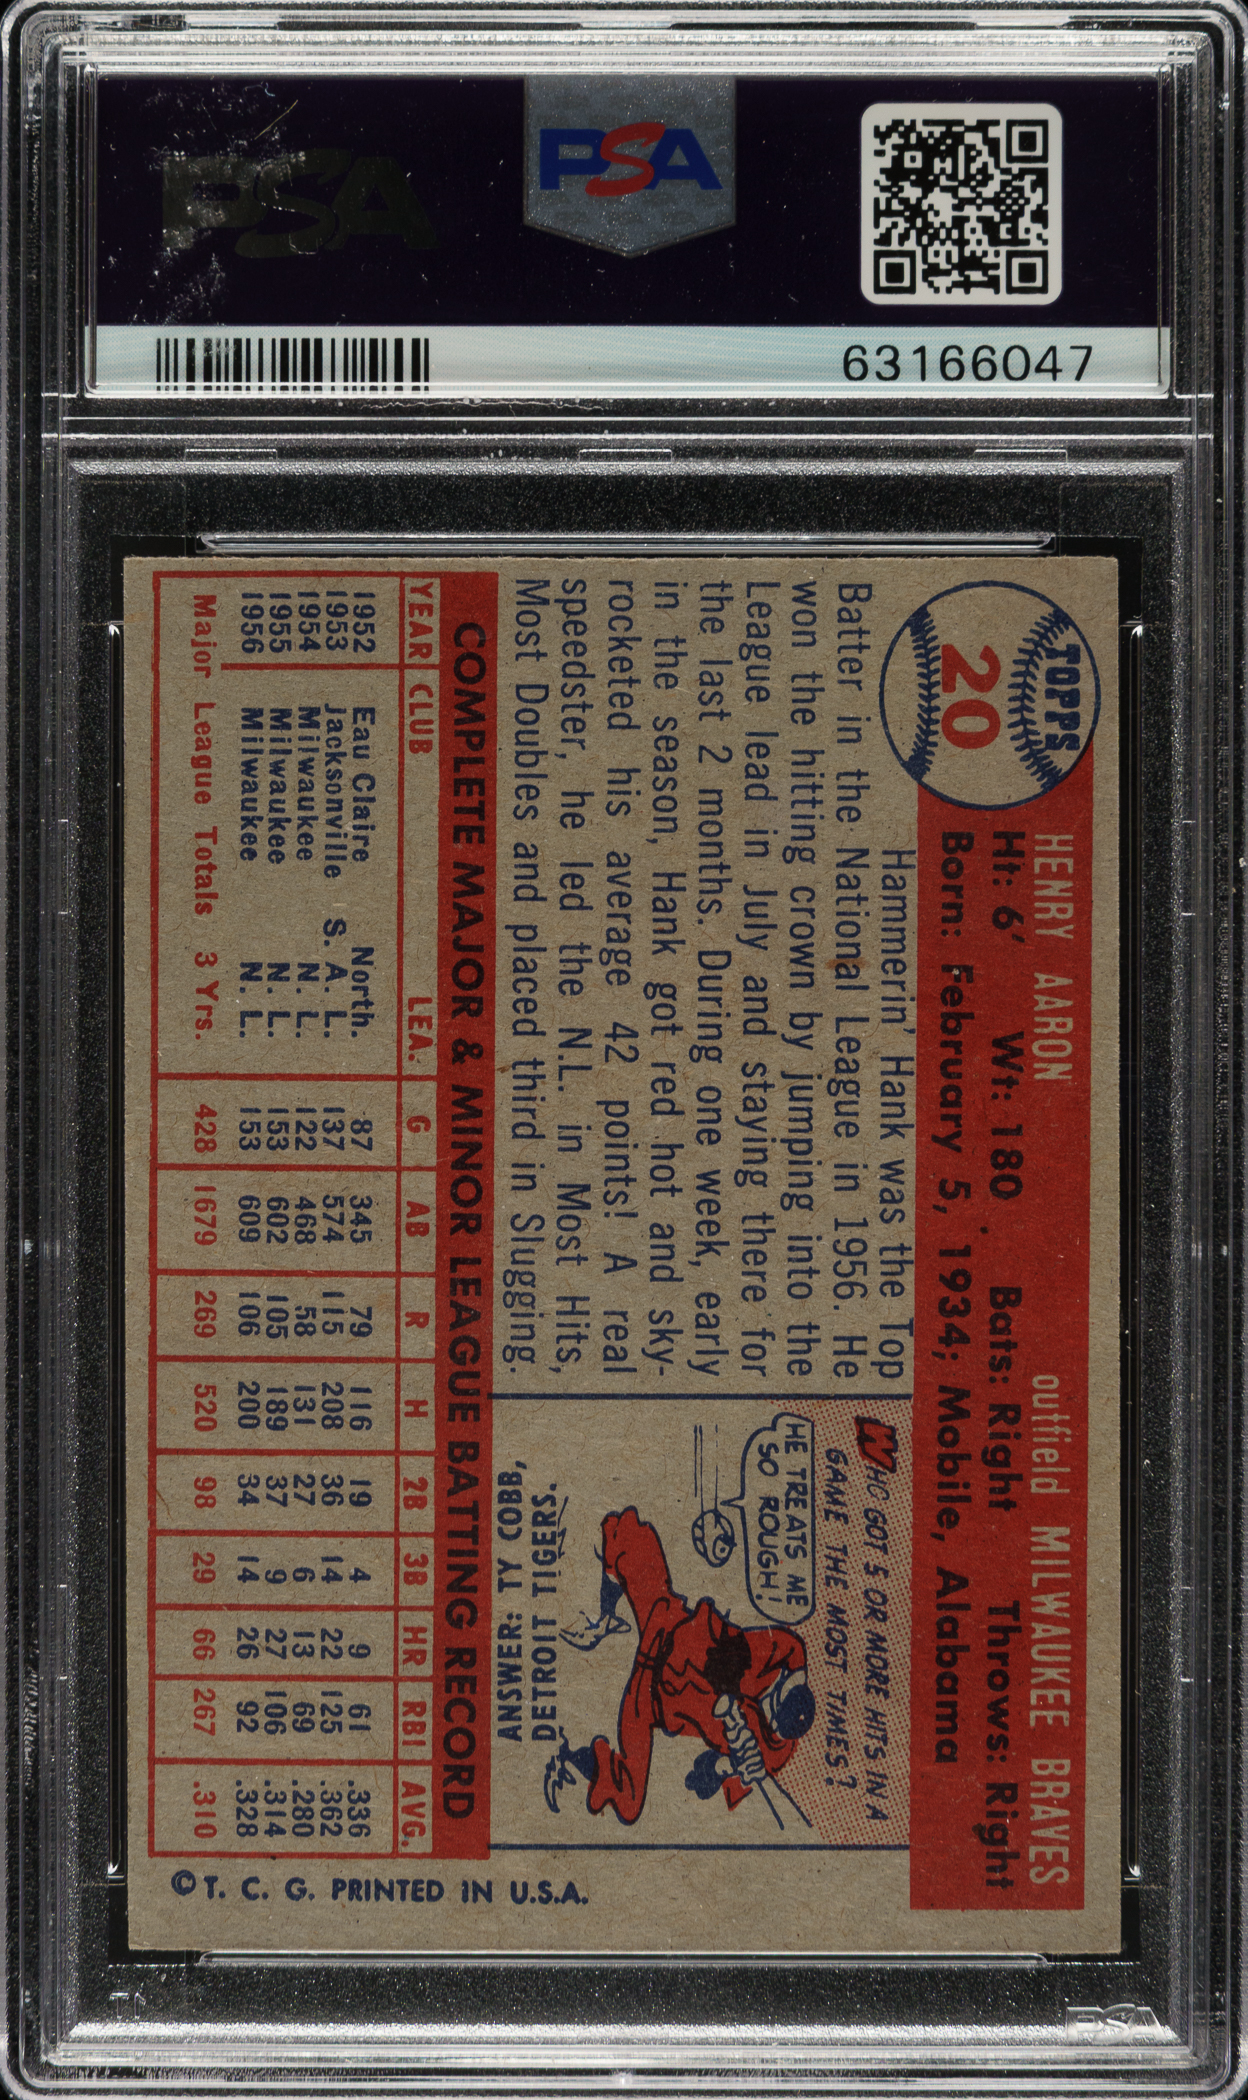 PSA
PSA
63166047
TOPPS
20
HENRY AARON
outfield MILWAUKEE BRAVES
Ht: 6' Wt: 180 Bats: Right Throws: Right
Born: February 5, 1934; Mobile, Alabama
Hammerin' Hank was the Top
Batter in the National League in 1956. He
won the hitting crown by jumping into the
League lead in July and staying there for
the last 2 months. During one week, early
in the season, Hank got red hot and sky-
rocketed his average 42 points! A real
speedster, he led the N.L. in Most Hits,
Most Doubles and placed third in Slugging.
WHO GOT 5 OR MORE HITS IN A
GAME THE MOST TIMES?
HE TREATS ME
SO ROUGH!
ANSWER: TY COBB,
DETROIT TIGERS.
COMPLETE MAJOR & MINOR LEAGUE BATTING RECORD
YEAR CLUB LEA. G AB R H 2B 3B HR RBI AVG.
1952 Eau Claire North. 87 345 79 116 19 4 9 61 .336
1953 Jacksonville S. A. L. 137 574 115 208 36 14 22 125 .362
1954 Milwaukee N. L. 122 468 58 131 27 6 13 69 .280
1955 Milwaukee N. L. 153 602 105 189 37 9 27 106 .314
1956 Milwaukee N. L. 153 609 106 200 34 14 26 92 .328
Major League Totals 3 Yrs. 428 1679 269 520 98 29 66 267 .310
© T. C. G. PRINTED IN U.S.A.
PSA